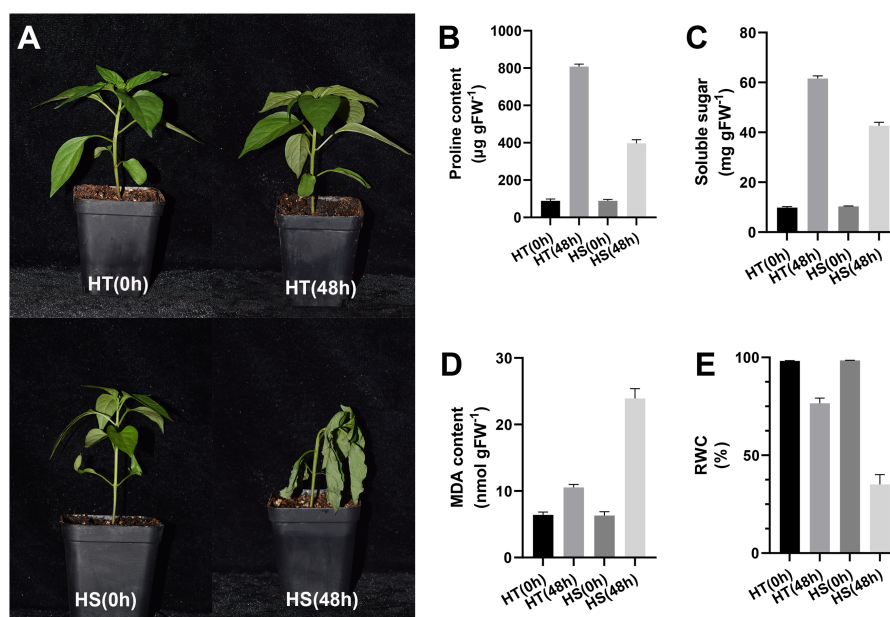 A
HT(0h)
HT(48h)
HS(0h)
HS(48h)
B
Proline content
(µg gFW⁻¹)
1000
800
600
400
200
0
HT(0h)
HT(48h)
HS(0h)
HS(48h)
C
Soluble sugar
(mg gFW⁻¹)
80
60
40
20
0
HT(0h)
HT(48h)
HS(0h)
HS(48h)
D
MDA content
(nmol gFW⁻¹)
30
20
10
0
HT(0h)
HT(48h)
HS(0h)
HS(48h)
E
RWC
(%)
100
50
0
HT(0h)
HT(48h)
HS(0h)
HS(48h)